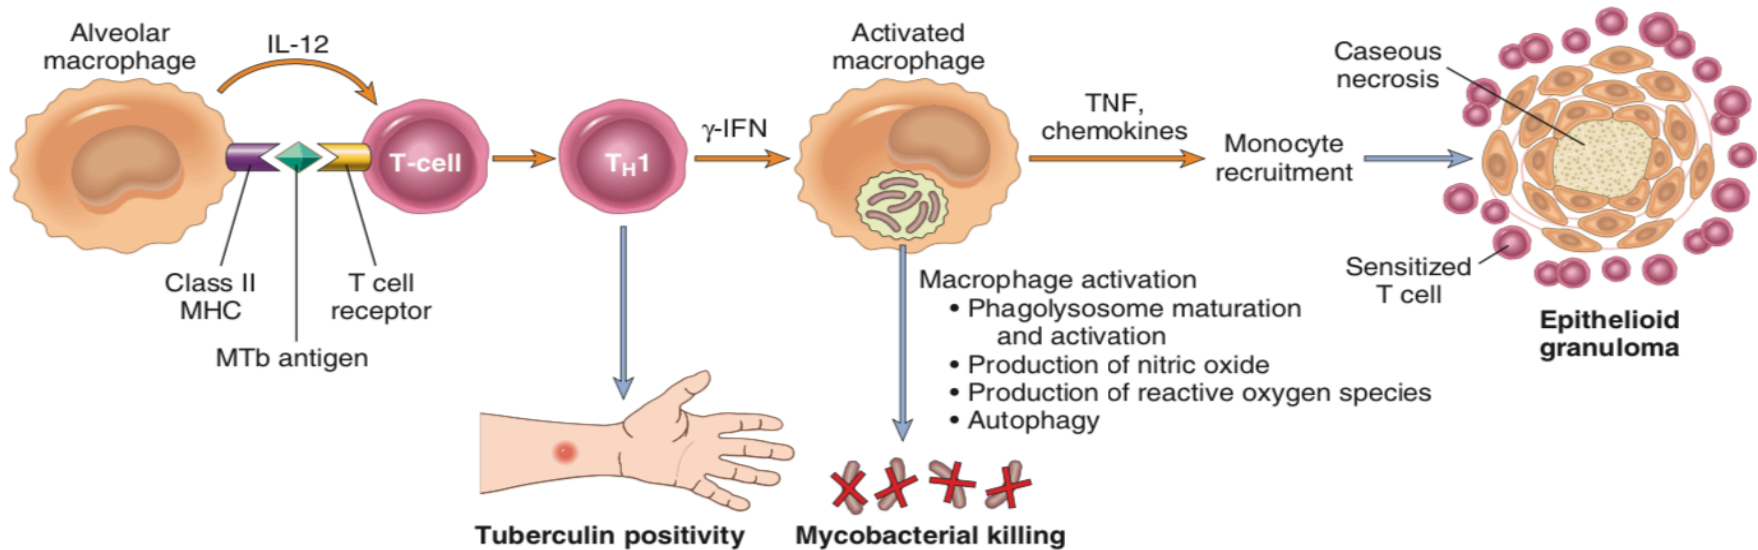 Alveolar
macrophage
IL-12
T-cell
Class II
MHC
MTb antigen
T cell
receptor
TH1
γ-IFN
Tuberculin positivity
Activated
macrophage
Macrophage activation
• Phagolysosome maturation
and activation
• Production of nitric oxide
• Production of reactive oxygen species
• Autophagy
Mycobacterial killing
TNF,
chemokines
Monocyte
recruitment
Caseous
necrosis
Sensitized
T cell
Epithelioid
granuloma